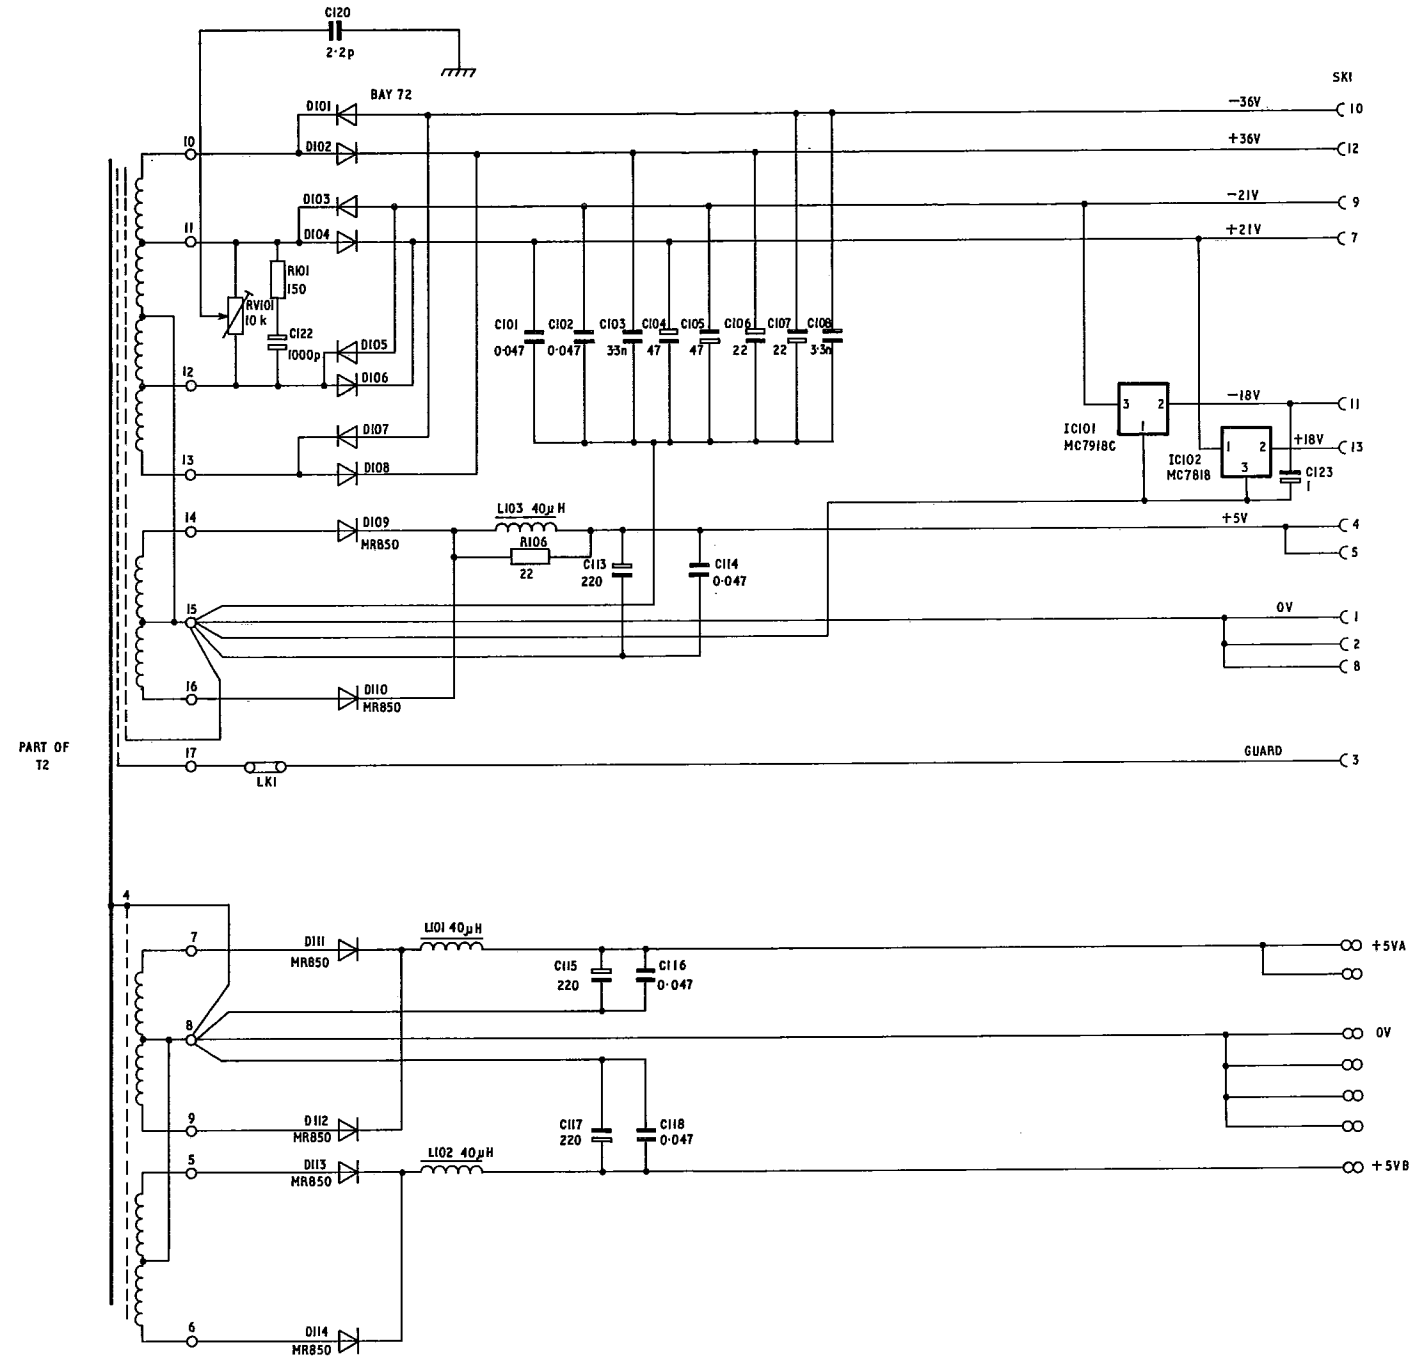 C120
2·2p
SK1
D101
BAY 72
−36V
10
10
D102
+36V
12
D103
−21V
9
11
D104
+21V
7
R101
150
RV101
10 k
C122
1000p
D105
C101
0·047
C102
0·047
C103
33n
C104
47
C105
47
C106
22
C107
22
C108
3·3n
12
D106
D107
13
D108
3
2
1
−18V
11
IC101
MC7918C
1
2
3
+18V
13
IC102
MC7818
C123
1
14
D109
MR850
L103 40μH
R106
22
C113
220
C114
0·047
+5V
4
5
15
0V
1
2
8
16
D110
MR850
PART OF
T2
17
LK1
GUARD
3
4
7
D111
MR850
L101 40μH
C115
220
C116
0·047
+5VA
8
0V
9
D112
MR850
C117
220
C118
0·047
5
D113
MR850
L102 40μH
+5VB
6
D114
MR850